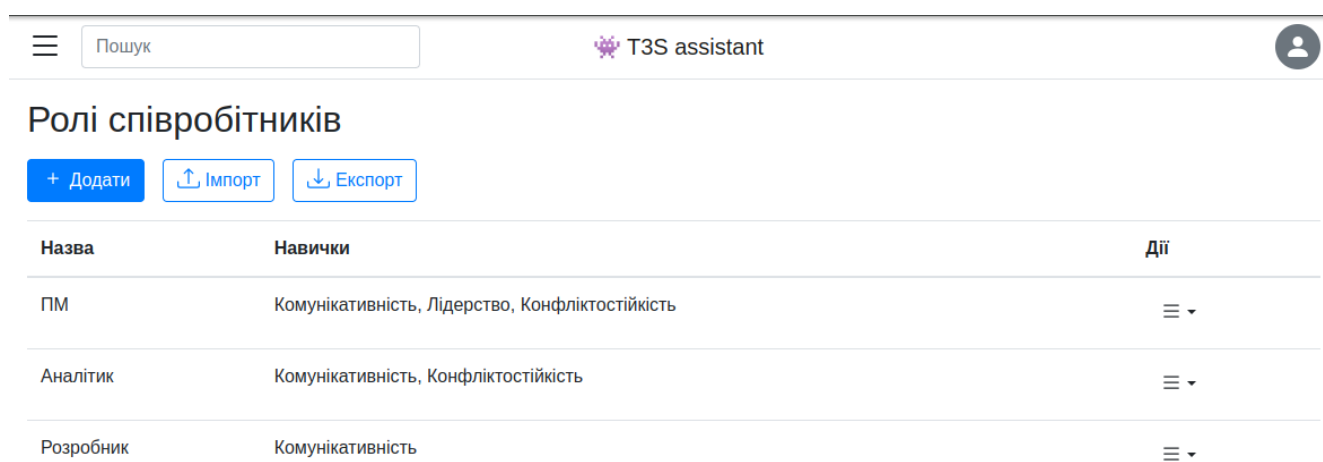 Пошук
T3S assistant
Ролі співробітників
+ Додати Імпорт Експорт
Назва Навички Дії
ПМ Комунікативність, Лідерство, Конфліктостійкість
Аналітик Комунікативність, Конфліктостійкість
Розробник Комунікативність